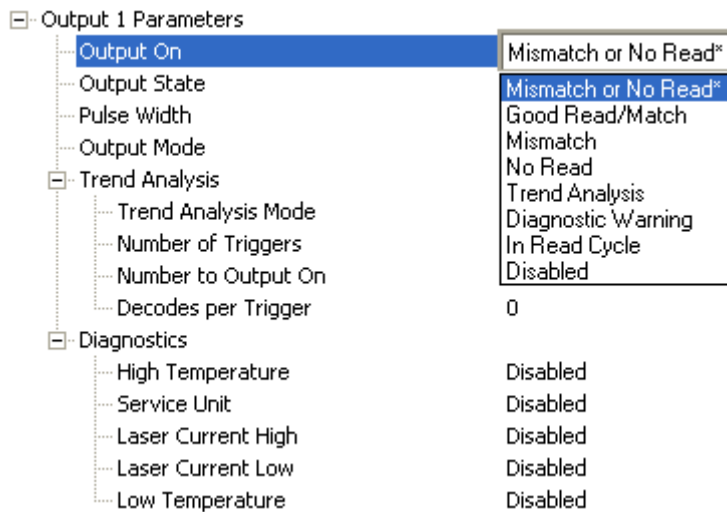 Output 1 Parameters
Output On Mismatch or No Read*
Output State Mismatch or No Read*
Pulse Width Good Read/Match
Output Mode Mismatch
Trend Analysis No Read
Trend Analysis Mode Trend Analysis
Number of Triggers Diagnostic Warning
Number to Output On In Read Cycle
Disabled
Decodes per Trigger 0
Diagnostics
High Temperature Disabled
Service Unit Disabled
Laser Current High Disabled
Laser Current Low Disabled
Low Temperature Disabled